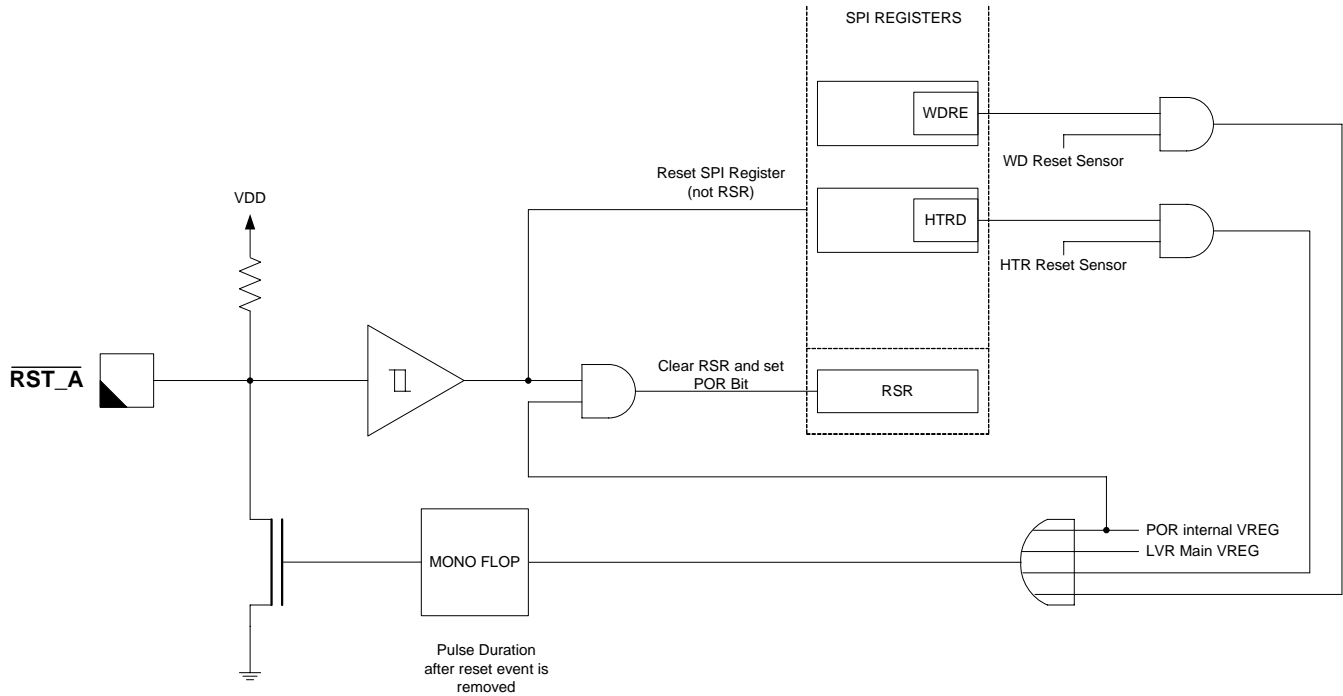 SPI REGISTERS
WDRE
WD Reset Sensor
Reset SPI Register
(not RSR)
VDD
HTRD
HTR Reset Sensor
RST_A
Clear RSR and set
POR Bit
RSR
POR internal VREG
LVR Main VREG
MONO FLOP
Pulse Duration
after reset event is
removed